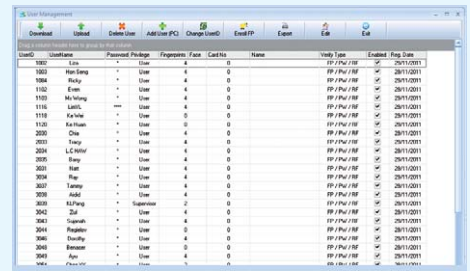 User Management
Download Upload Delete User Add User (PC) Change UserID Enroll FP Export Edit Exit
Drag a column header here to group by that column
UserID UserName Password Privilege Fingerprints Face Card No Name Verify Type Enabled Reg. Date
1002 Liza * User 4 0 FP / PW / RF 29/11/2011
1003 Hon Seng * User 4 0 FP / PW / RF 29/11/2011
1084 Ricky * User 4 0 FP / PW / RF 29/11/2011
1102 Even * User 4 0 FP / PW / RF 29/11/2011
1103 Ms Wong * User 4 0 FP / PW / RF 29/11/2011
1116 **** User 4 0 FP / PW / RF 29/11/2011
1118 Ka Wei * User 0 0 FP / PW / RF 29/11/2011
1120 Ke Huan * User 0 0 FP / PW / RF 29/11/2011
2030 Chia * User 4 0 FP / PW / RF 29/11/2011
2033 Tracy * User 4 0 FP / PW / RF 29/11/2011
2034 * User 4 0 FP / PW / RF 29/11/2011
2035 Bany * User 4 0 FP / PW / RF 29/11/2011
3031 Natt * User 4 0 FP / PW / RF 29/11/2011
3034 Ray * User 4 0 FP / PW / RF 29/11/2011
3037 Tammy * User 4 0 FP / PW / RF 29/11/2011
3038 * User 4 0 FP / PW / RF 29/11/2011
3039 * Supervisor 2 0 FP / PW / RF 29/11/2011
3042 Zul * User 4 0 FP / PW / RF 29/11/2011
3043 Sujenah * User 4 0 FP / PW / RF 29/11/2011
3044 * User 0 0 FP / PW / RF 29/11/2011
3046 Dorothy * User 4 0 FP / PW / RF 29/11/2011
3048 Benazer * User 0 0 FP / PW / RF 29/11/2011
3049 Ayu * User 4 0 FP / PW / RF 29/11/2011